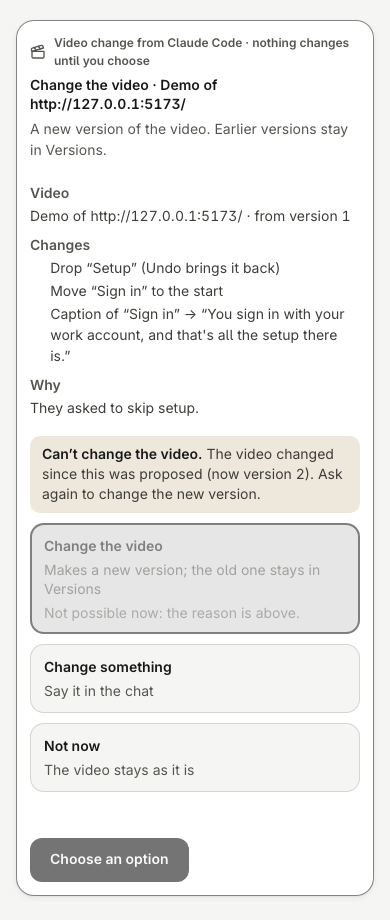 Video change from Claude Code · nothing changes
until you choose
Change the video · Demo of
http://127.0.0.1:5173/
A new version of the video. Earlier versions stay
in Versions.
Video
Demo of http://127.0.0.1:5173/ · from version 1
Changes
Drop “Setup” (Undo brings it back)
Move “Sign in” to the start
Caption of “Sign in” → “You sign in with your
work account, and that's all the setup there
is.”
Why
They asked to skip setup.
Can’t change the video. The video changed
since this was proposed (now version 2). Ask
again to change the new version.
Change the video
Makes a new version; the old one stays in
Versions
Not possible now: the reason is above.
Change something
Say it in the chat
Not now
The video stays as it is
Choose an option